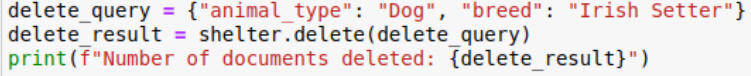 delete_query = {"animal_type": "Dog", "breed": "Irish Setter"}
delete_result = shelter.delete(delete_query)
print(f"Number of documents deleted: {delete_result}")